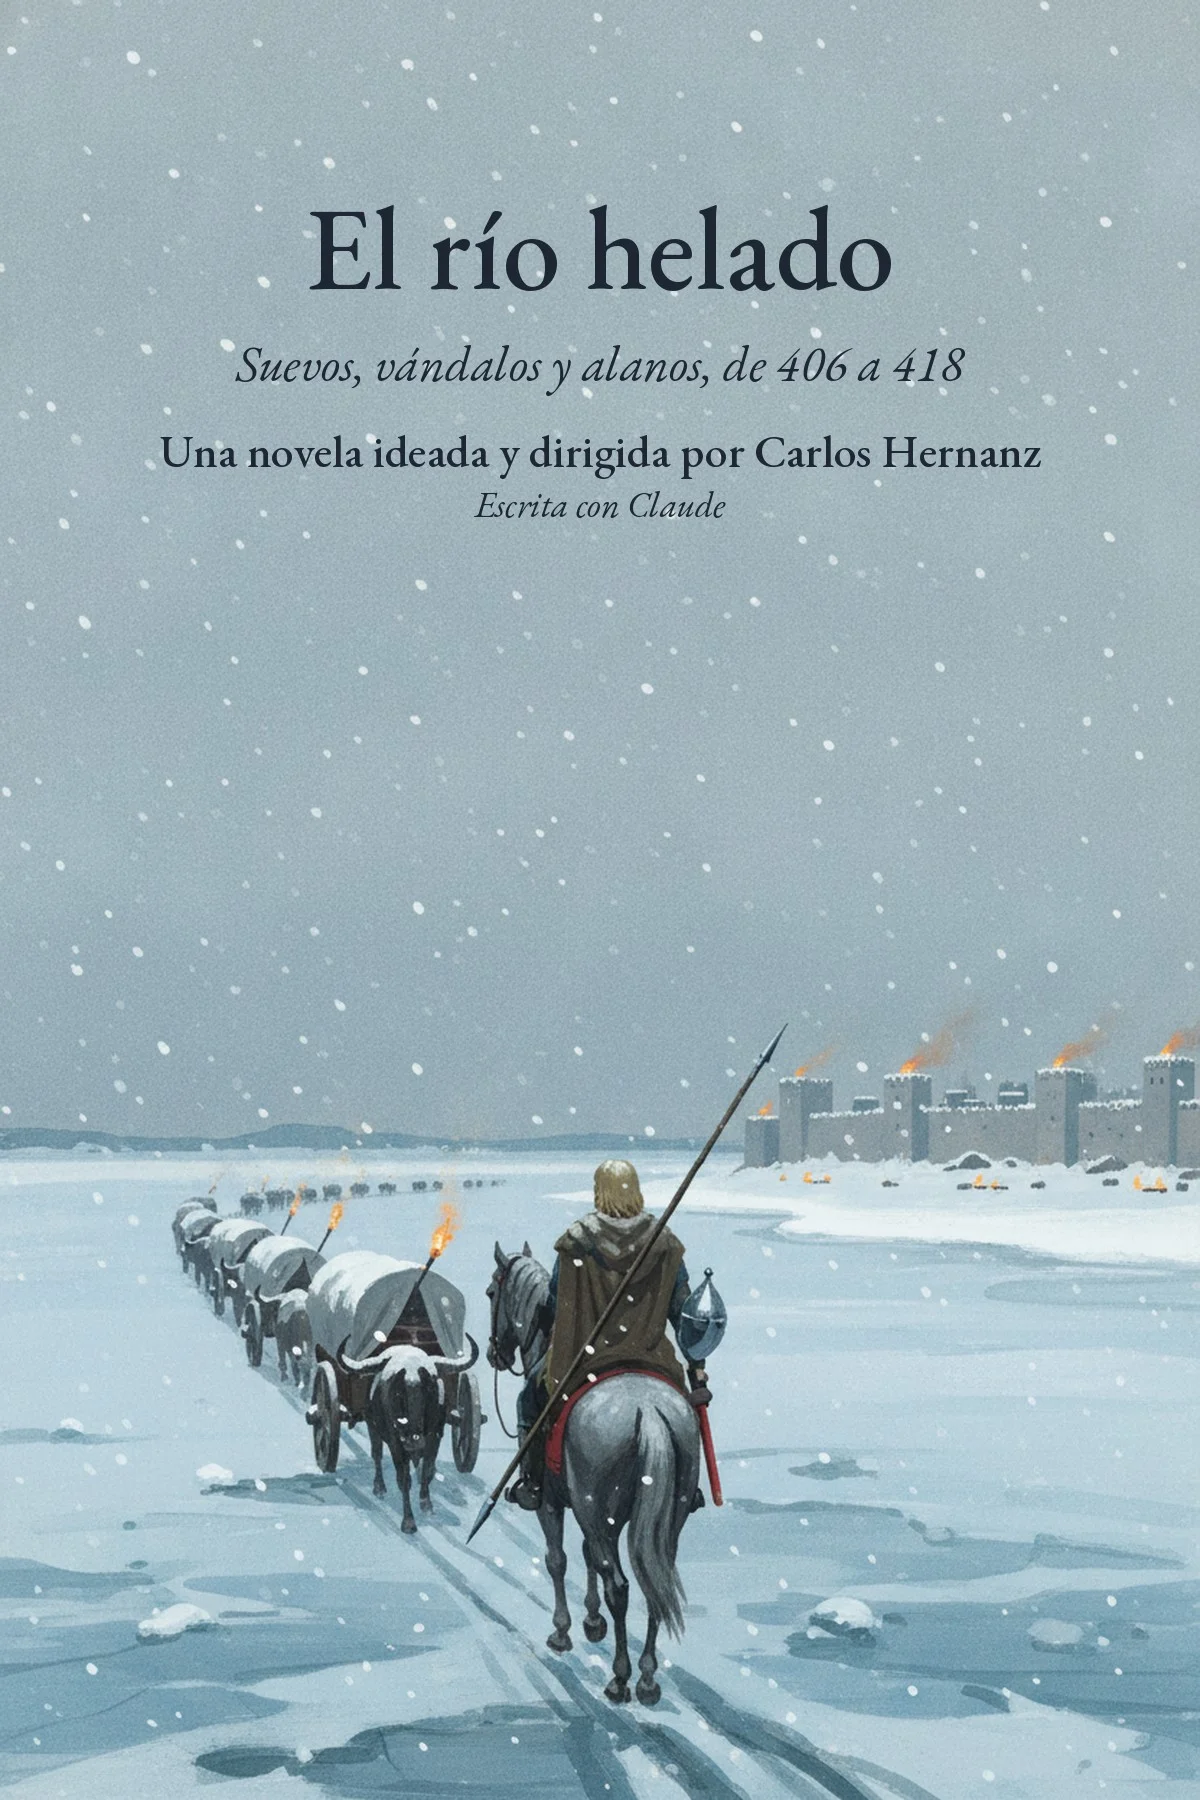 El río helado
Suevos, vándalos y alanos, de 406 a 418
Una novela ideada y dirigida por Carlos Hernanz
Escrita con Claude